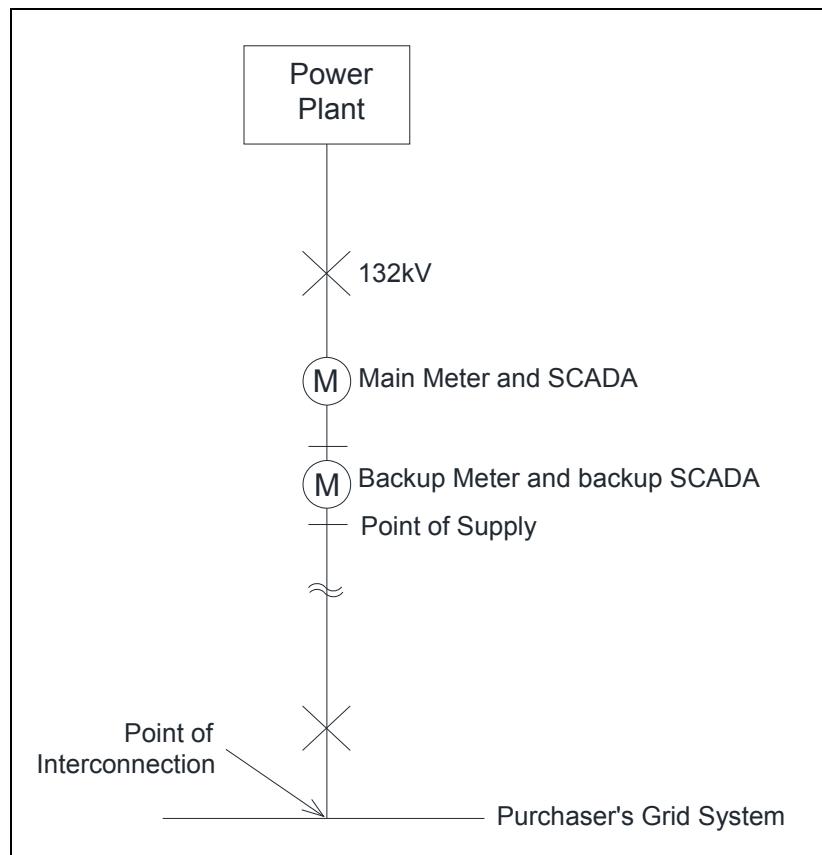 Power
Plant
132kV
M
Main Meter and SCADA
M
Backup Meter and backup SCADA
Point of Supply
Point of
Interconnection
Purchaser's Grid System